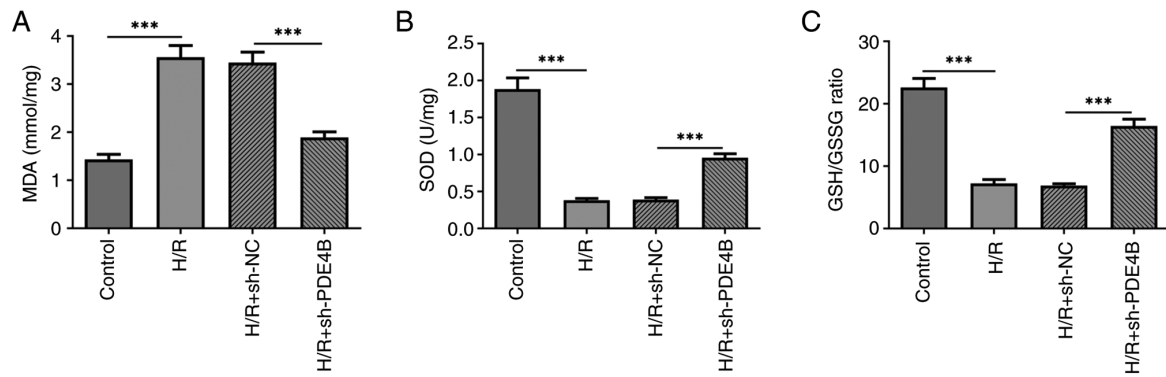 A
MDA (mmol/mg)
4
3
2
1
0
***
***
Control
H/R
H/R+sh-NC
H/R+sh-PDE4B
B
SOD (U/mg)
2.5
2.0
1.5
1.0
0.5
0.0
***
***
Control
H/R
H/R+sh-NC
H/R+sh-PDE4B
C
GSH/GSSG ratio
30
20
10
0
***
***
Control
H/R
H/R+sh-NC
H/R+sh-PDE4B